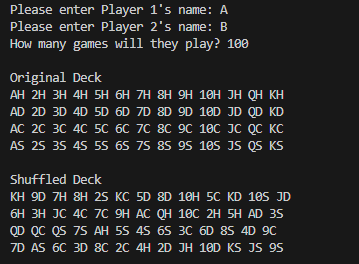 Please enter Player 1's name: A
Please enter Player 2's name: B
How many games will they play? 100
Original Deck
AH 2H 3H 4H 5H 6H 7H 8H 9H 10H JH QH KH
AD 2D 3D 4D 5D 6D 7D 8D 9D 10D JD QD KD
AC 2C 3C 4C 5C 6C 7C 8C 9C 10C JC QC KC
AS 2S 3S 4S 5S 6S 7S 8S 9S 10S JS QS KS
Shuffled Deck
KH 9D 7H 8H 2S KC 5D 8D 10H 5C KD 10S JD
6H 3H JC 4C 7C 9H AC QH 10C 2H 5H AD 3S
QD QC QS 7S AH 5S 4S 6S 3C 6D 8S 4D 9C
7D AS 6C 3D 8C 2C 4H 2D JH 10D KS JS 9S